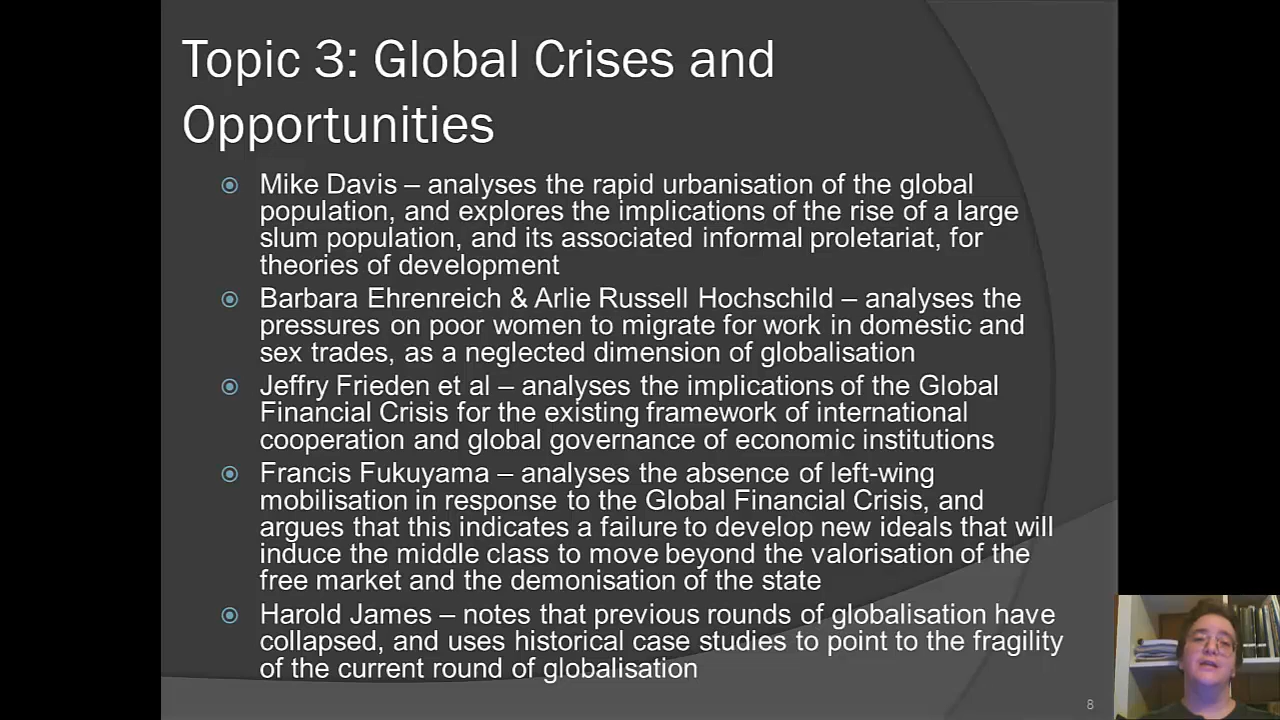 Topic 3: Global Crises and
Opportunities
Mike Davis – analyses the rapid urbanisation of the global
population, and explores the implications of the rise of a large
slum population, and its associated informal proletariat, for
theories of development
Barbara Ehrenreich & Arlie Russell Hochschild – analyses the
pressures on poor women to migrate for work in domestic and
sex trades, as a neglected dimension of globalisation
Jeffry Frieden et al – analyses the implications of the Global
Financial Crisis for the existing framework of international
cooperation and global governance of economic institutions
Francis Fukuyama – analyses the absence of left-wing
mobilisation in response to the Global Financial Crisis, and
argues that this indicates a failure to develop new ideals that will
induce the middle class to move beyond the valorisation of the
free market and the demonisation of the state
Harold James – notes that previous rounds of globalisation have
collapsed, and uses historical case studies to point to the fragility
of the current round of globalisation
8